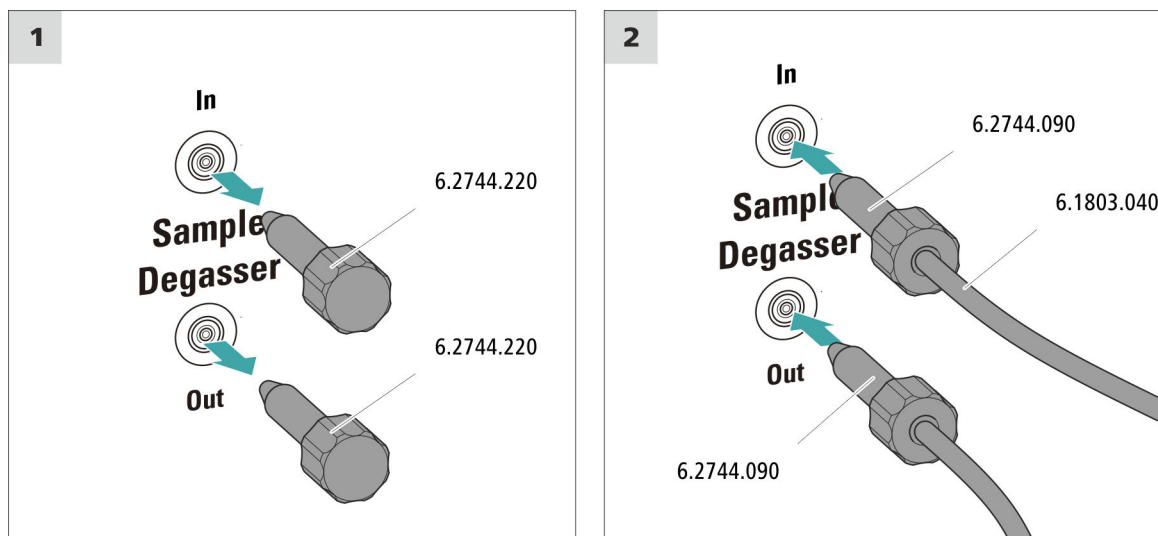 1
In
6.2744.220
Sample
Degasser
6.2744.220
Out
2
In
6.2744.090
6.1803.040
Sample
Degasser
Out
6.2744.090